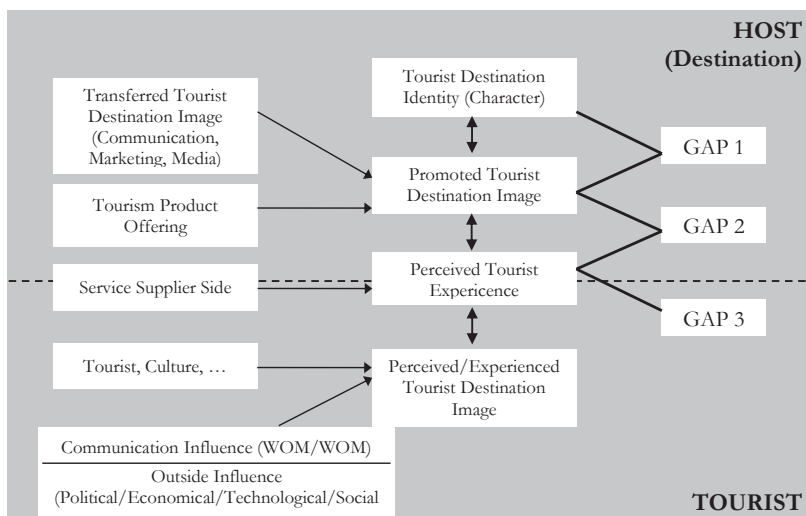 HOST
(Destination)
Tourist Destination
Identity (Character)
Transferred Tourist
Destination Image
(Communication,
Marketing, Media)
GAP 1
Promoted Tourist
Destination Image
Tourism Product
Offering
GAP 2
Perceived Tourist
Expericence
Service Supplier Side
GAP 3
Tourist, Culture, …
Perceived/Experienced
Tourist Destination
Image
Communication Influence (WOM/WOM)
Outside Influence
(Political/Economical/Technological/Social
TOURIST